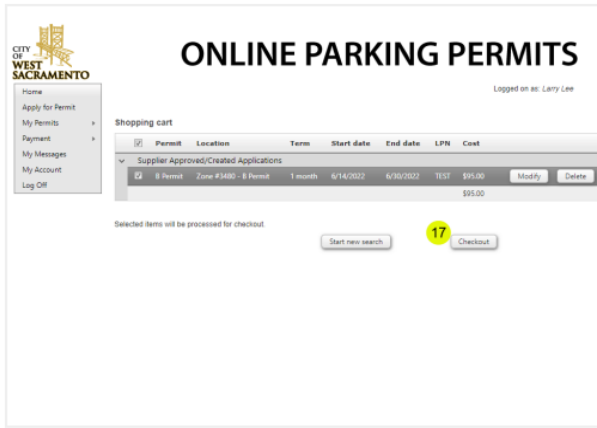 CITY
OF
WEST
SACRAMENTO
ONLINE PARKING PERMITS
Logged on as: Larry Lee
Home
Apply for Permit
My Permits
Payment
My Messages
My Account
Log Off
Shopping cart
Permit Location Term Start date End date LPN Cost
Supplier Approved/Created Applications
B Permit Zone #3480 - B Permit 1 month 6/14/2022 6/30/2022 TEST $95.00 Modify Delete
$95.00
Selected items will be processed for checkout.
Start new search 17 Checkout